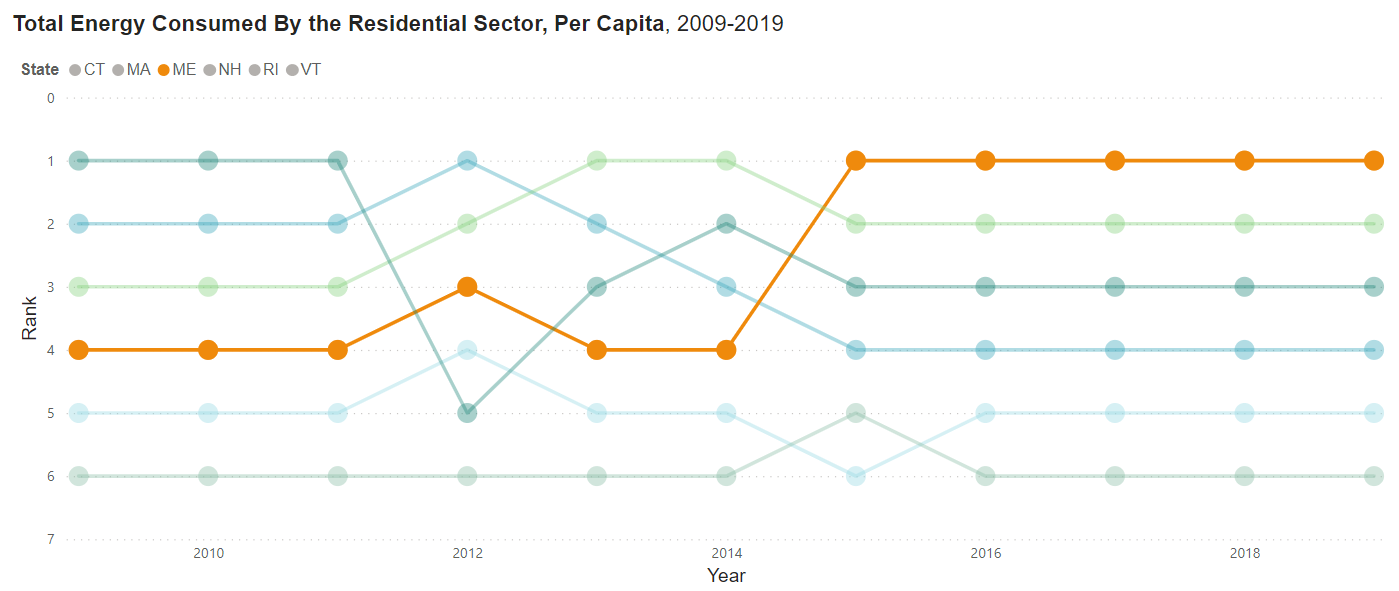 Total Energy Consumed By the Residential Sector, Per Capita, 2009-2019
State CT MA ME NH RI VT
0
1
2
3
4
5
6
7
Rank
2010 2012 2014 2016 2018
Year